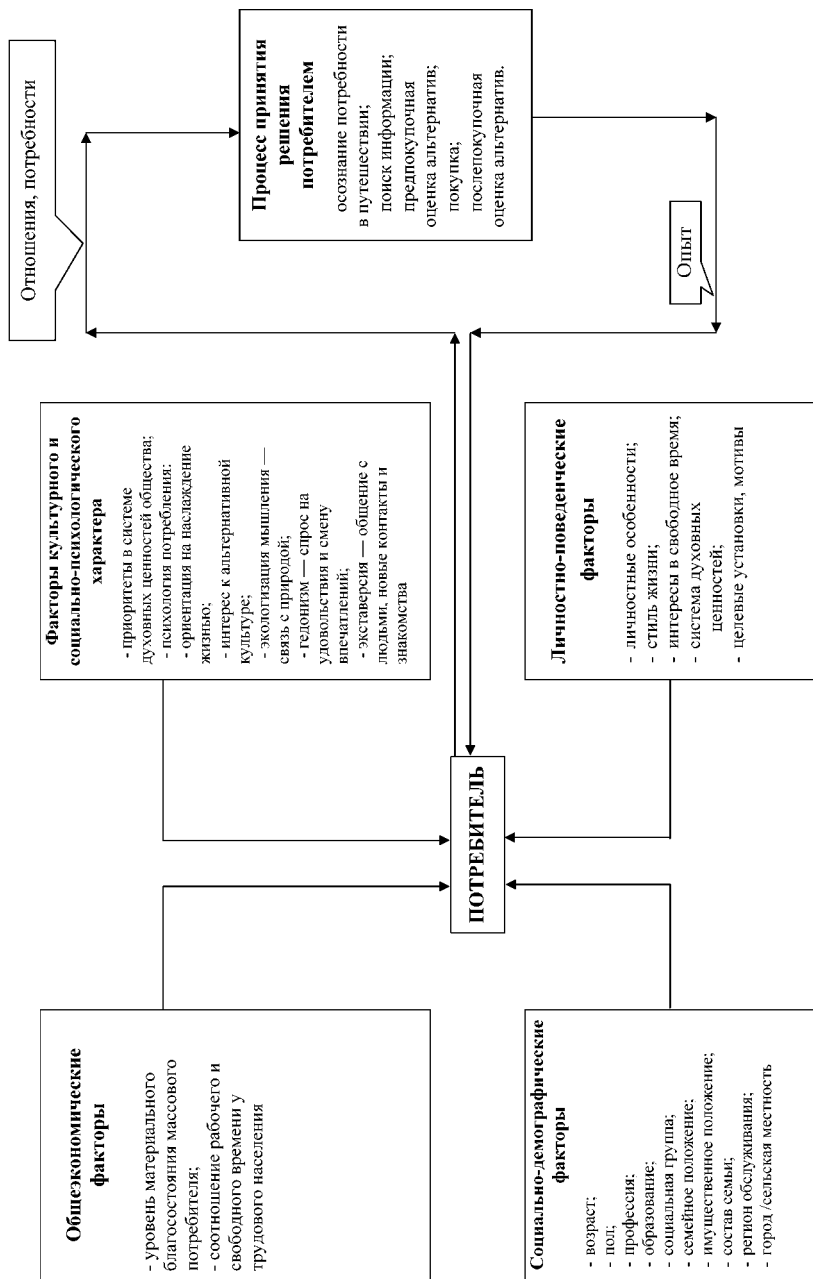 Общеэкономические
факторы
- уровень материального
благосостояния массового
потребителя;
- соотношение рабочего и
свободного времени у
трудового населения
Факторы культурного и
социально-психологического
характера
- приоритеты в системе
духовных ценностей общества;
- психология потребления:
- ориентация на наслаждение
жизнью;
- интерес к альтернативной
культуре;
- экологизация мышления —
связь с природой;
- гедонизм — спрос на
удовольствия и смену
впечатлений;
- экставерсия — общение с
людьми, новые контакты и
знакомства
Отношения, потребности
ПОТРЕБИТЕЛЬ
Процесс принятия
решения
потребителем
осознание потребности
в путешествии;
поиск информации;
предпокупочная
оценка альтернатив;
покупка;
послепокупочная
оценка альтернатив.
Социально-демографические
факторы
- возраст;
- пол;
- профессия;
- образование;
- социальная группа;
- семейное положение;
- имущественное положение;
- состав семьи;
- регион обслуживания;
- город /сельская местность
Личностно-поведенческие
факторы
- личностные особенности;
- стиль жизни;
- интересы в свободное время;
- система духовных
ценностей;
- целевые установки, мотивы
Опыт